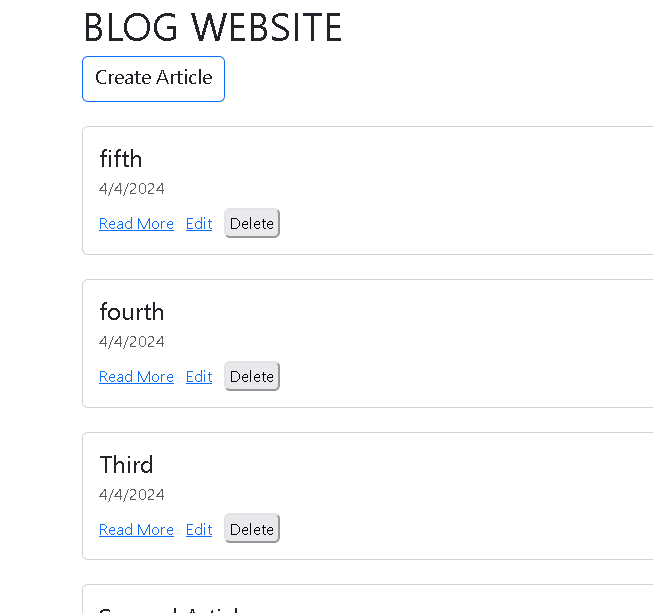 BLOG WEBSITE
Create Article
fifth
4/4/2024
Read More Edit Delete
fourth
4/4/2024
Read More Edit Delete
Third
4/4/2024
Read More Edit Delete